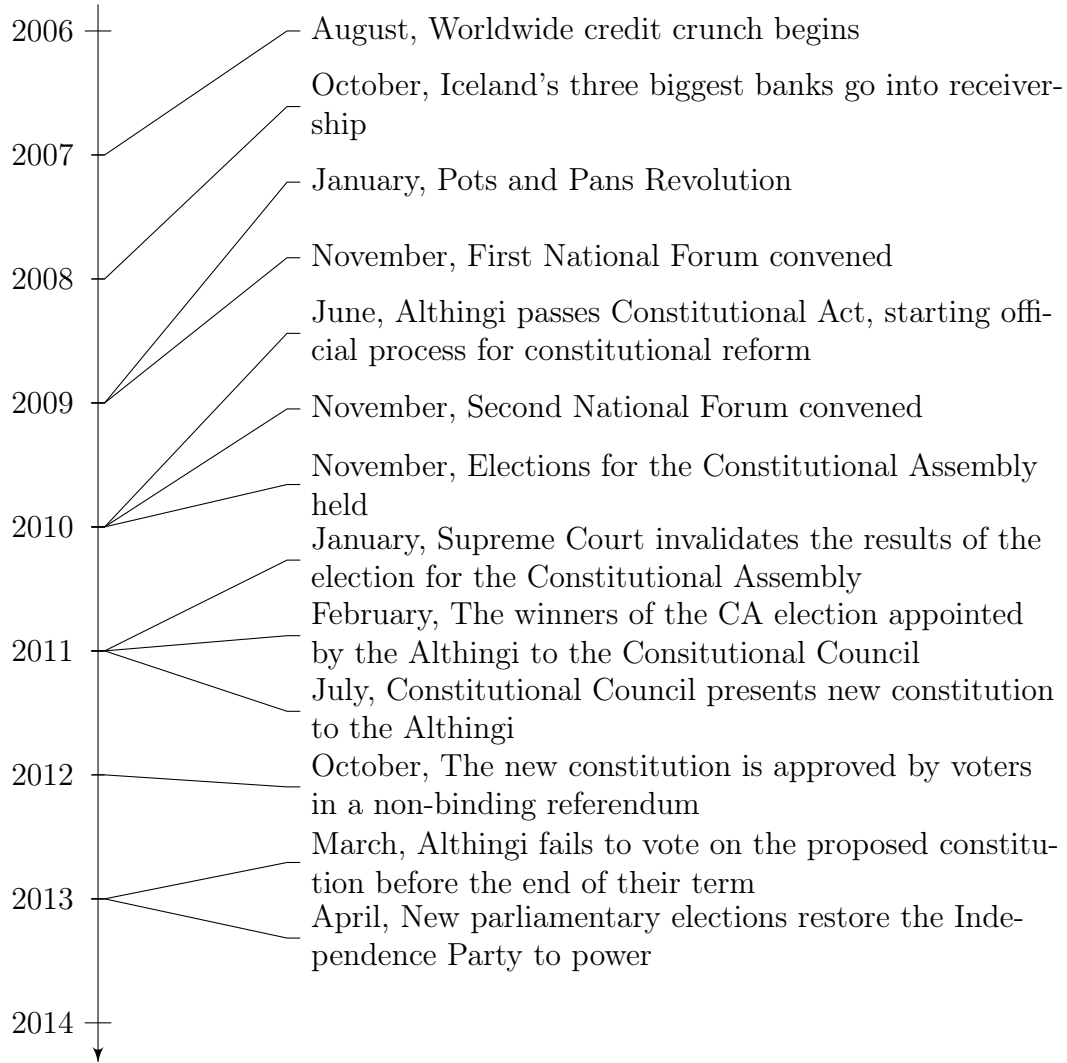 2006
August, Worldwide credit crunch begins
October, Iceland's three biggest banks go into receiver-
ship
2007
January, Pots and Pans Revolution
November, First National Forum convened
2008
June, Althingi passes Constitutional Act, starting offi-
cial process for constitutional reform
2009
November, Second National Forum convened
November, Elections for the Constitutional Assembly
held
2010
January, Supreme Court invalidates the results of the
election for the Constitutional Assembly
February, The winners of the CA election appointed
by the Althingi to the Consitutional Council
2011
July, Constitutional Council presents new constitution
to the Althingi
2012
October, The new constitution is approved by voters
in a non-binding referendum
March, Althingi fails to vote on the proposed constitu-
tion before the end of their term
2013
April, New parliamentary elections restore the Inde-
pendence Party to power
2014